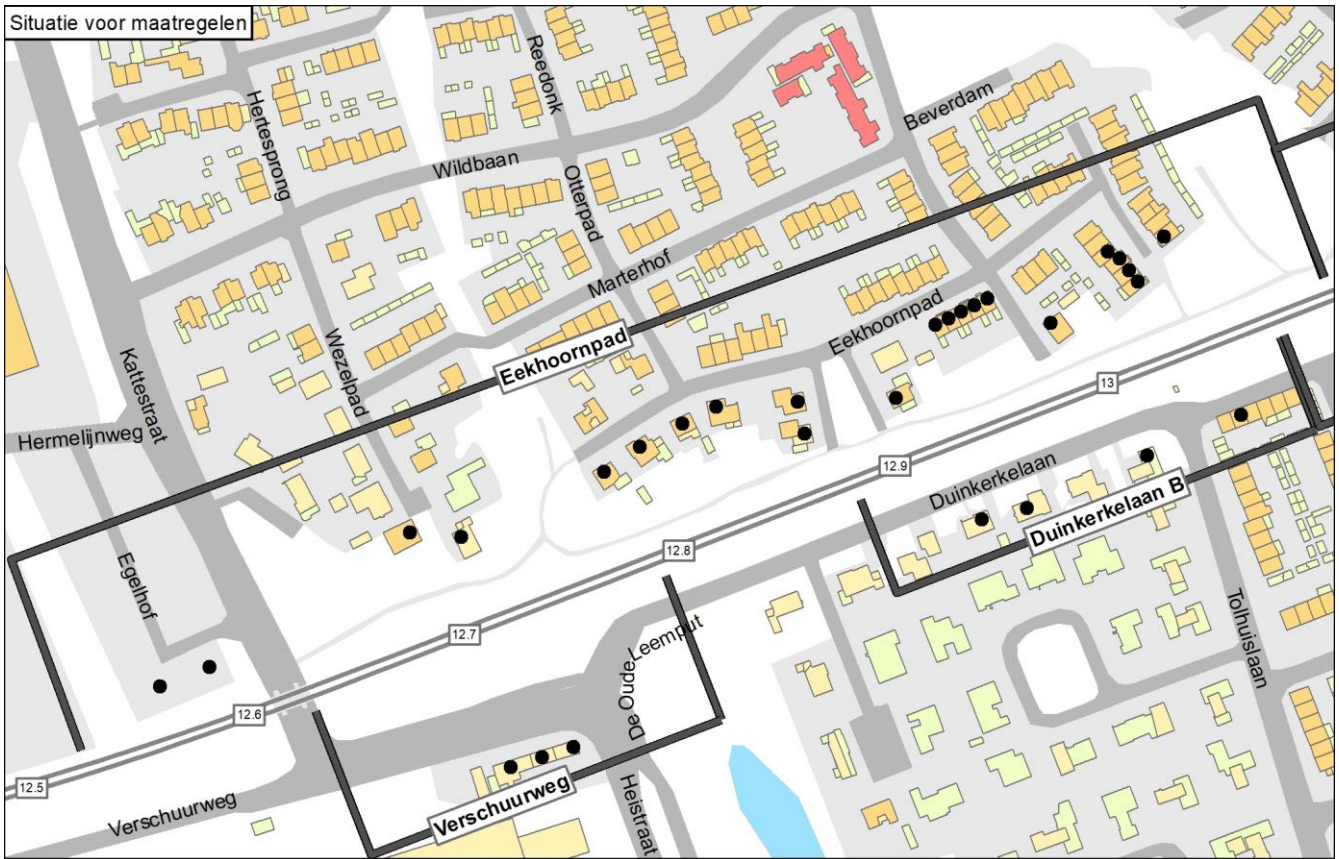 Situatie voor maatregelen
Reedonk
Hertesprong
Beverdam
Wildbaan
Otterpad
Marterhof
Eekhoornpad
Eekhoornpad
Wezelpad
Kattestraat
Hermelijnweg
13
12.9
Duinkerkelaan
Duinkerkelaan B
12.8
Egelhof
12.7
De Oude Leemput
Tolhuislaan
12.6
12.5
Verschuurweg
Verschuurweg
Heistraat